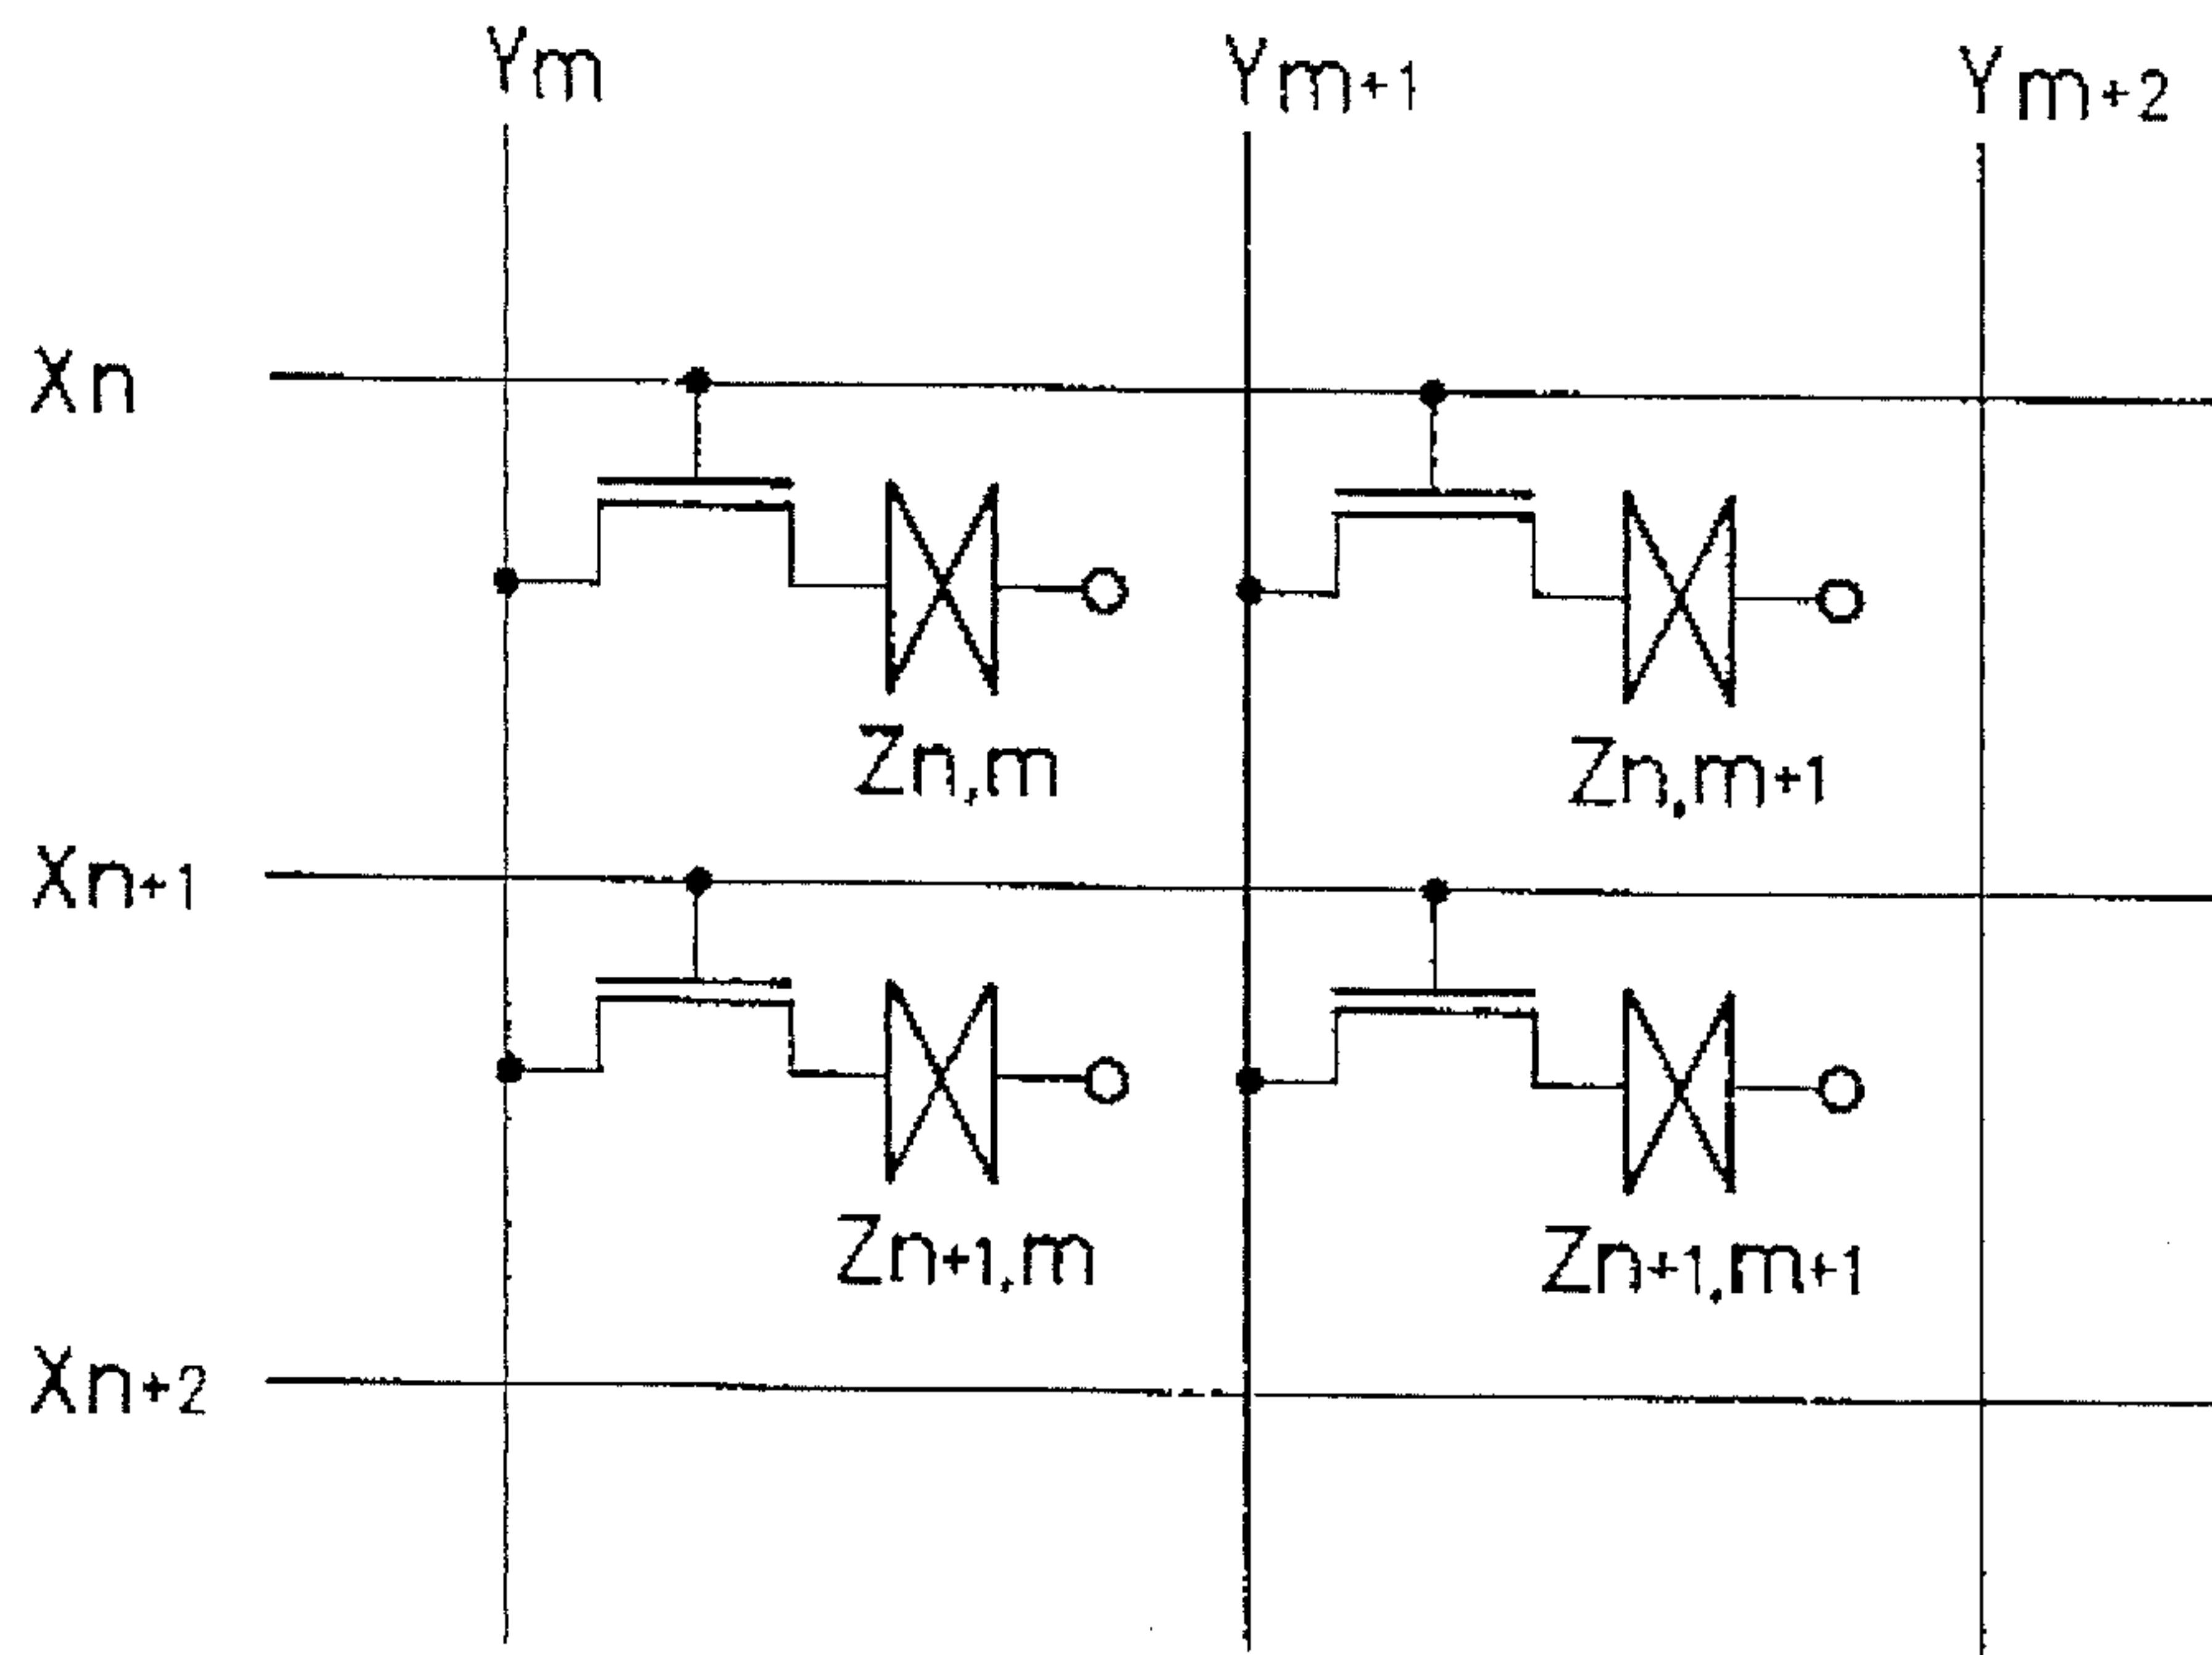 Ym
Ym+1
Ym+2
Xn
Zn,m
Zn,m+1
Xn+1
Zn+1,m
Zn+1,m+1
Xn+2